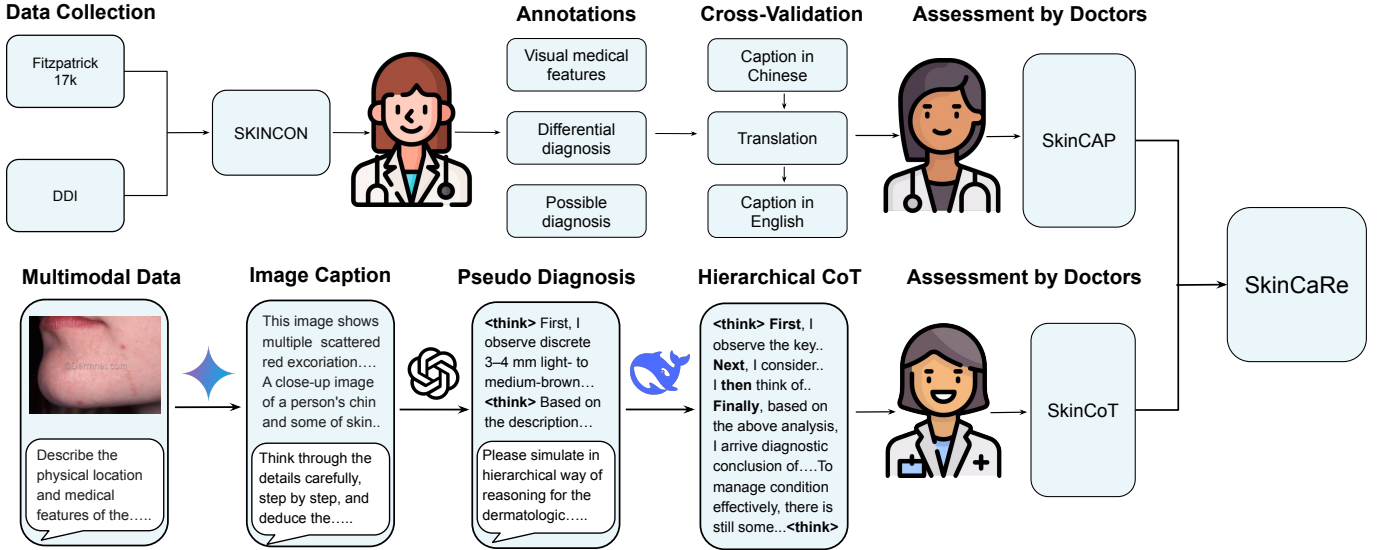 Data Collection
Annotations
Cross-Validation
Assessment by Doctors
Fitzpatrick
17k
DDI
SKINCON
Visual medical
features
Differential
diagnosis
Possible
diagnosis
Caption in
Chinese
Translation
Caption in
English
SkinCAP
SkinCaRe
Multimodal Data
Image Caption
Pseudo Diagnosis
Hierarchical CoT
Assessment by Doctors
DDermnet.com
Describe the
physical location
and medical
features of the…..
This image shows
multiple scattered
red excoriation….
A close-up image
of a person's chin
and some of skin..
Think through the
details carefully,
step by step, and
deduce the…..
<think> First, I
observe discrete
3–4 mm light- to
medium-brown…
<think> Based on
the description…
Please simulate in
hierarchical way of
reasoning for the
dermatologic…..
<think> First, I
observe the key..
Next, I consider..
I then think of..
Finally, based on
the above analysis,
I arrive diagnostic
conclusion of….To
manage condition
effectively, there is
still some...<think>
SkinCoT